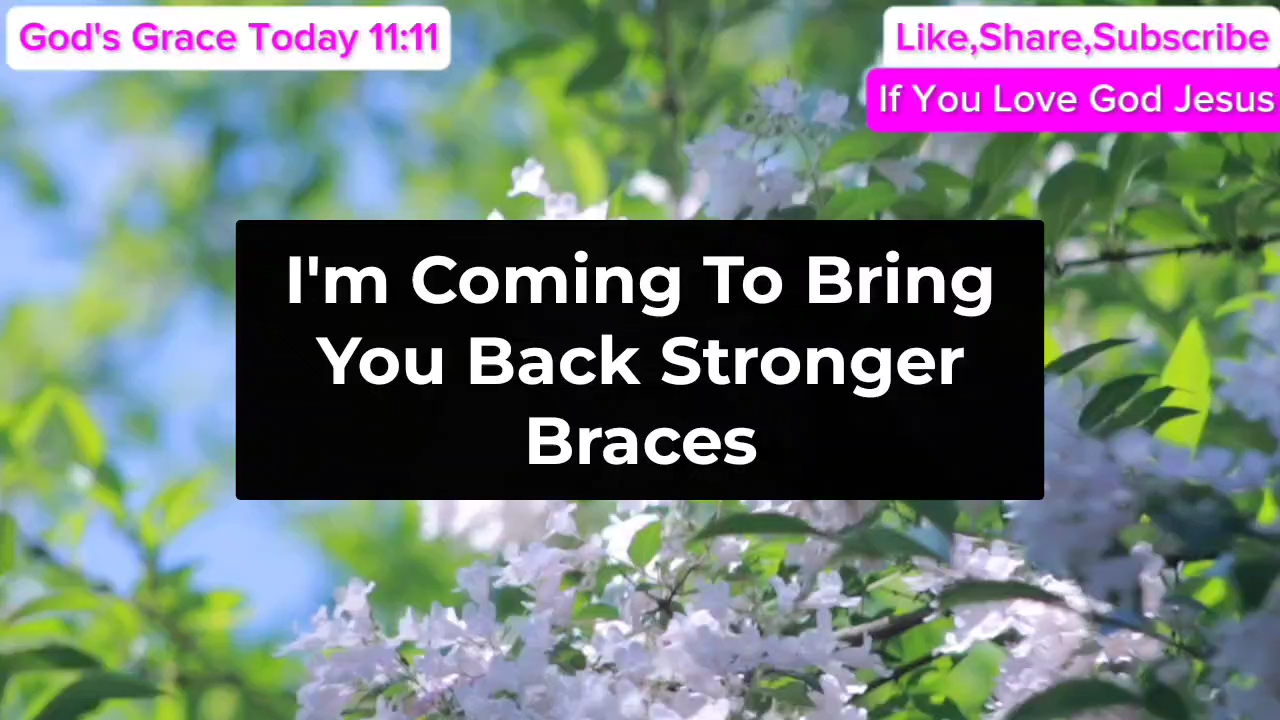 God's Grace Today 11:11
Like,Share,Subscribe
If You Love God Jesus
I'm Coming To Bring
You Back Stronger
Braces